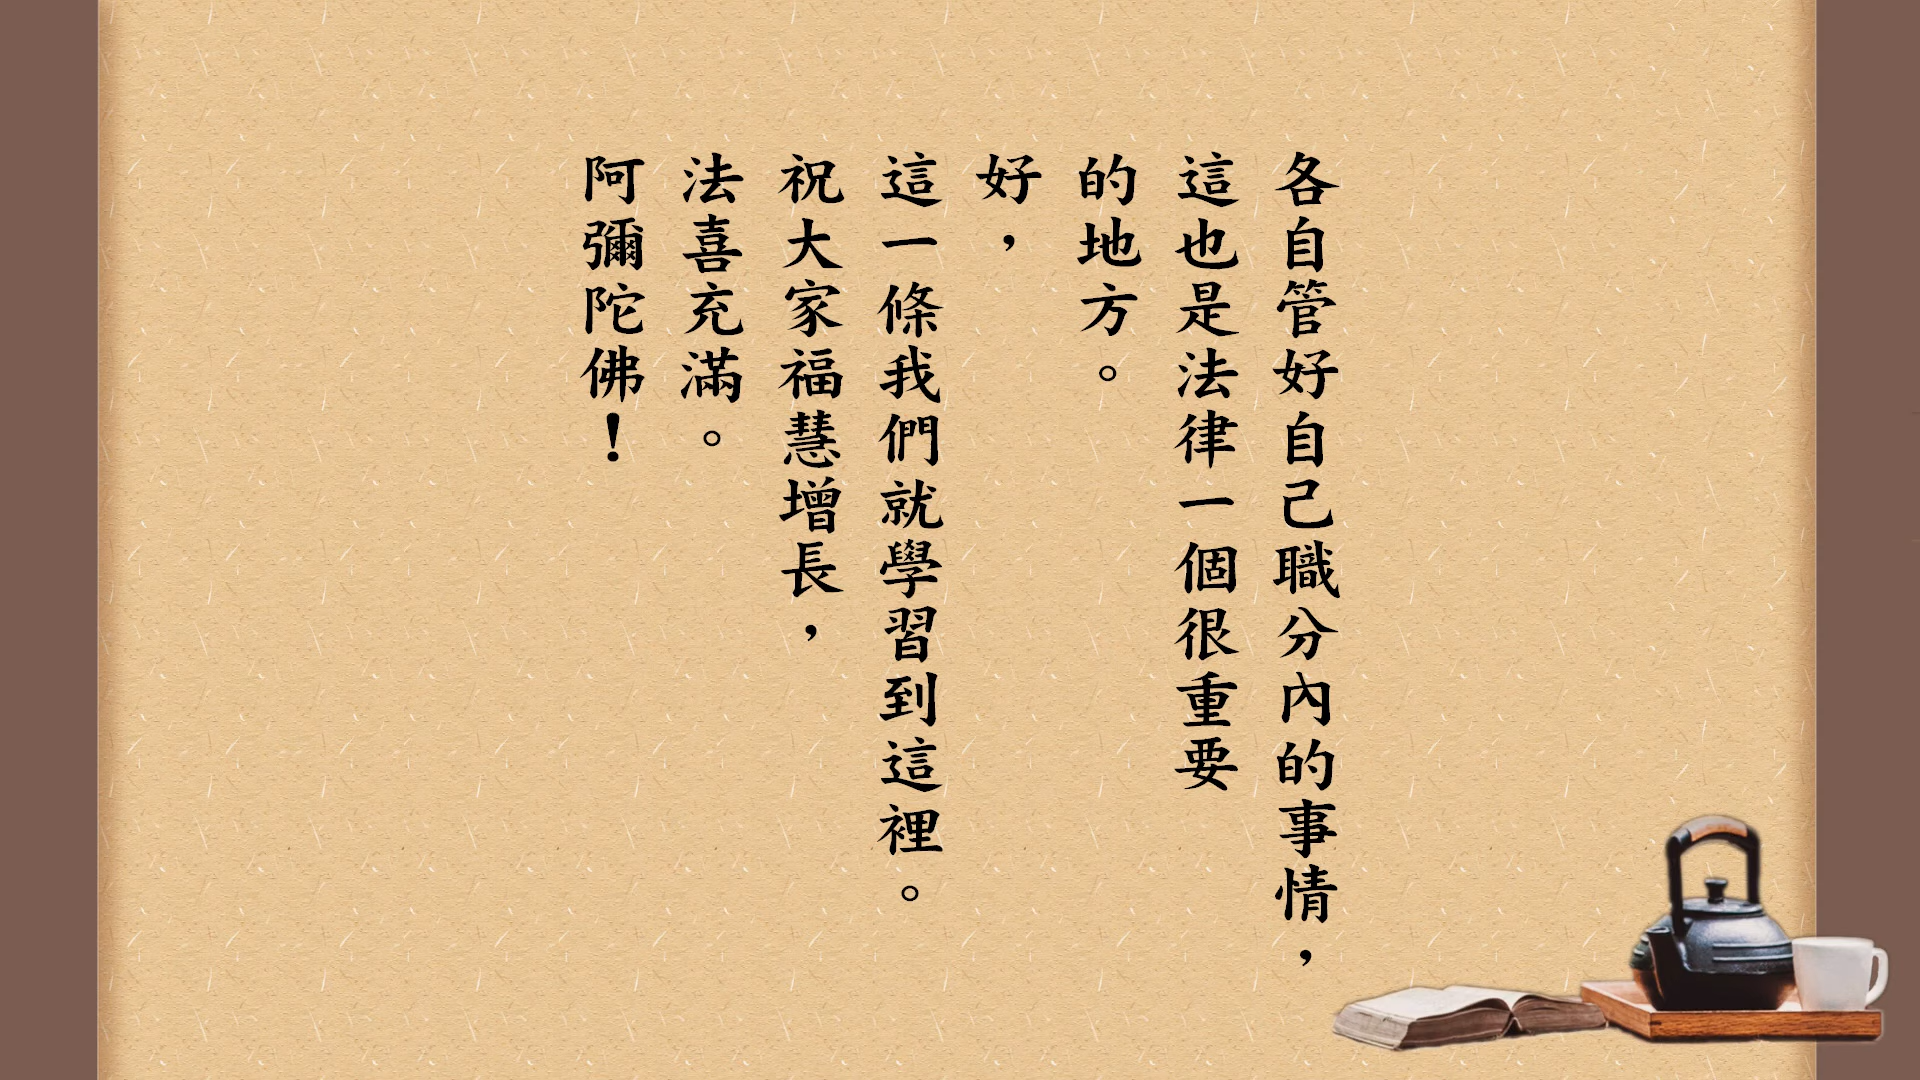 各自管好自己職分內的事情，
這也是法律一個很重要
的地方。
好，
這一條我們就學習到這裡。
祝大家福慧增長，
法喜充滿。
阿彌陀佛！